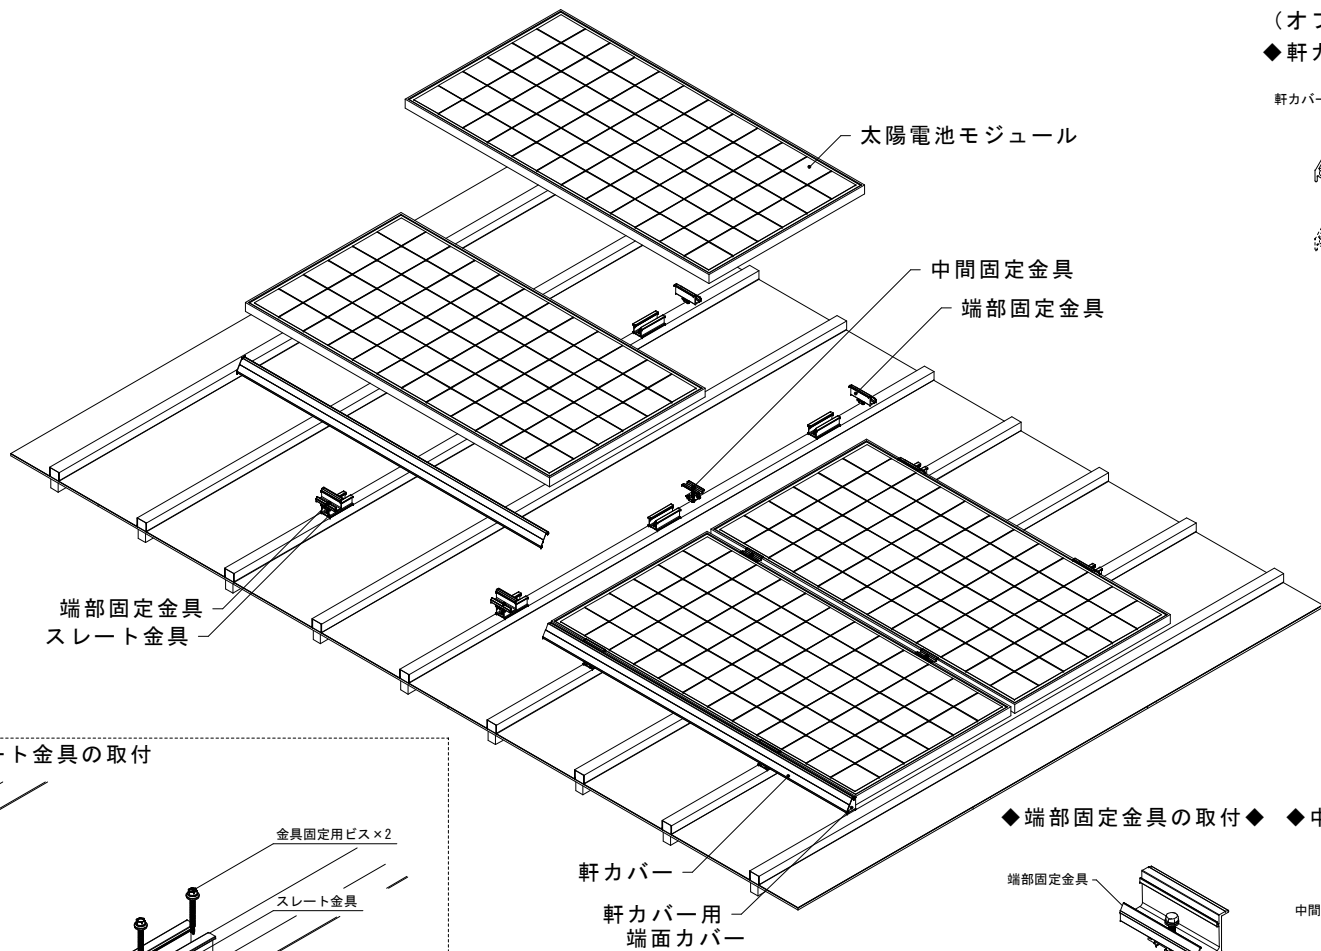 （オプ
◆軒カ
軒カバー
太陽電池モジュール
中間固定金具
端部固定金具
端部固定金具
スレート金具
ート金具の取付
金具固定用ビス×2
スレート金具
軒カバー
軒カバー用
端面カバー
◆端部固定金具の取付◆
◆中
端部固定金具
中間